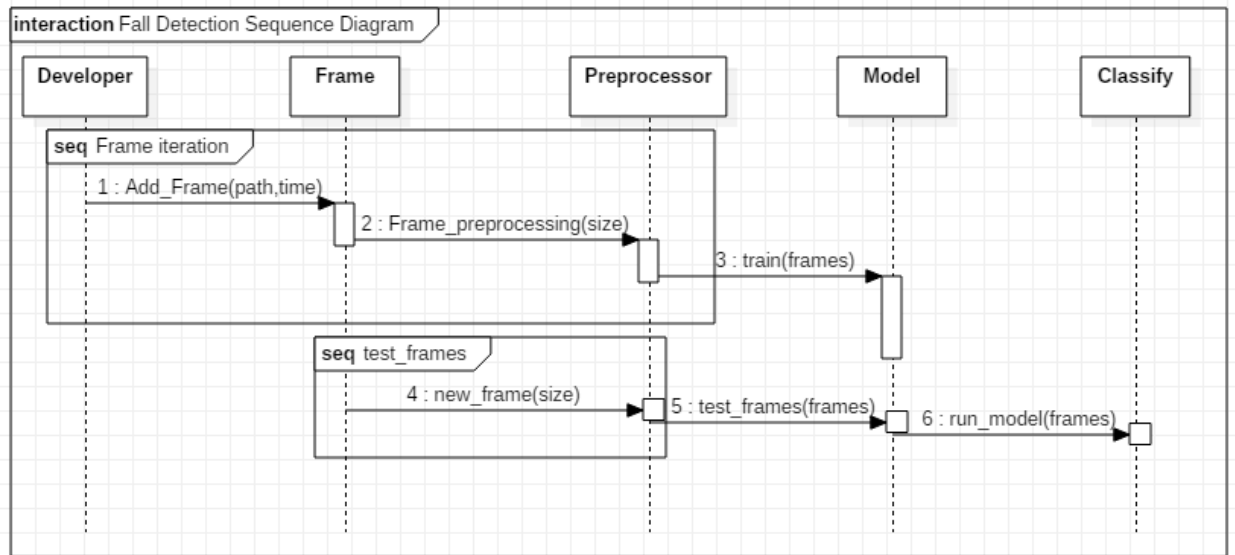 interaction Fall Detection Sequence Diagram
Developer
Frame
Preprocessor
Model
Classify
seq Frame iteration
1 : Add_Frame(path,time)
2 : Frame_preprocessing(size)
3 : train(frames)
seq test_frames
4 : new_frame(size)
5 : test_frames(frames)
6 : run_model(frames)